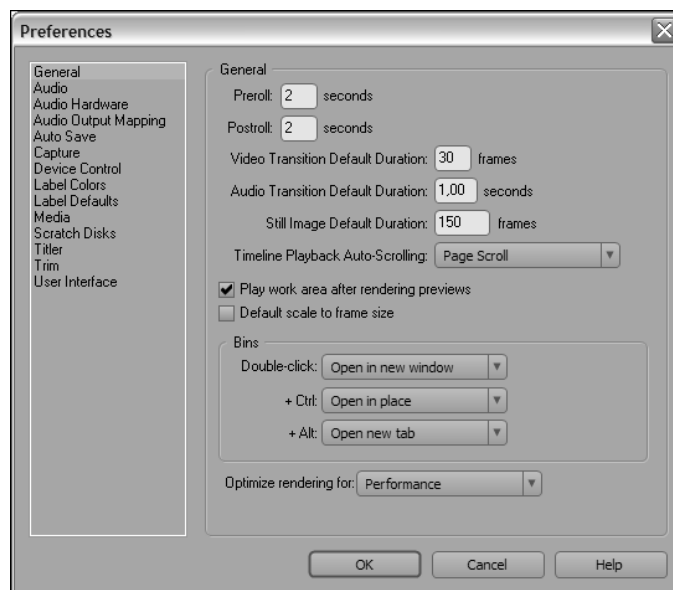 Preferences
General
Audio
Audio Hardware
Audio Output Mapping
Auto Save
Capture
Device Control
Label Colors
Label Defaults
Media
Scratch Disks
Titler
Trim
User Interface
General
Preroll: 2 seconds
Postroll: 2 seconds
Video Transition Default Duration: 30 frames
Audio Transition Default Duration: 1,00 seconds
Still Image Default Duration: 150 frames
Timeline Playback Auto-Scrolling: Page Scroll
Play work area after rendering previews
Default scale to frame size
Bins
Double-click: Open in new window
+ Ctrl: Open in place
+ Alt: Open new tab
Optimize rendering for: Performance
OK Cancel Help